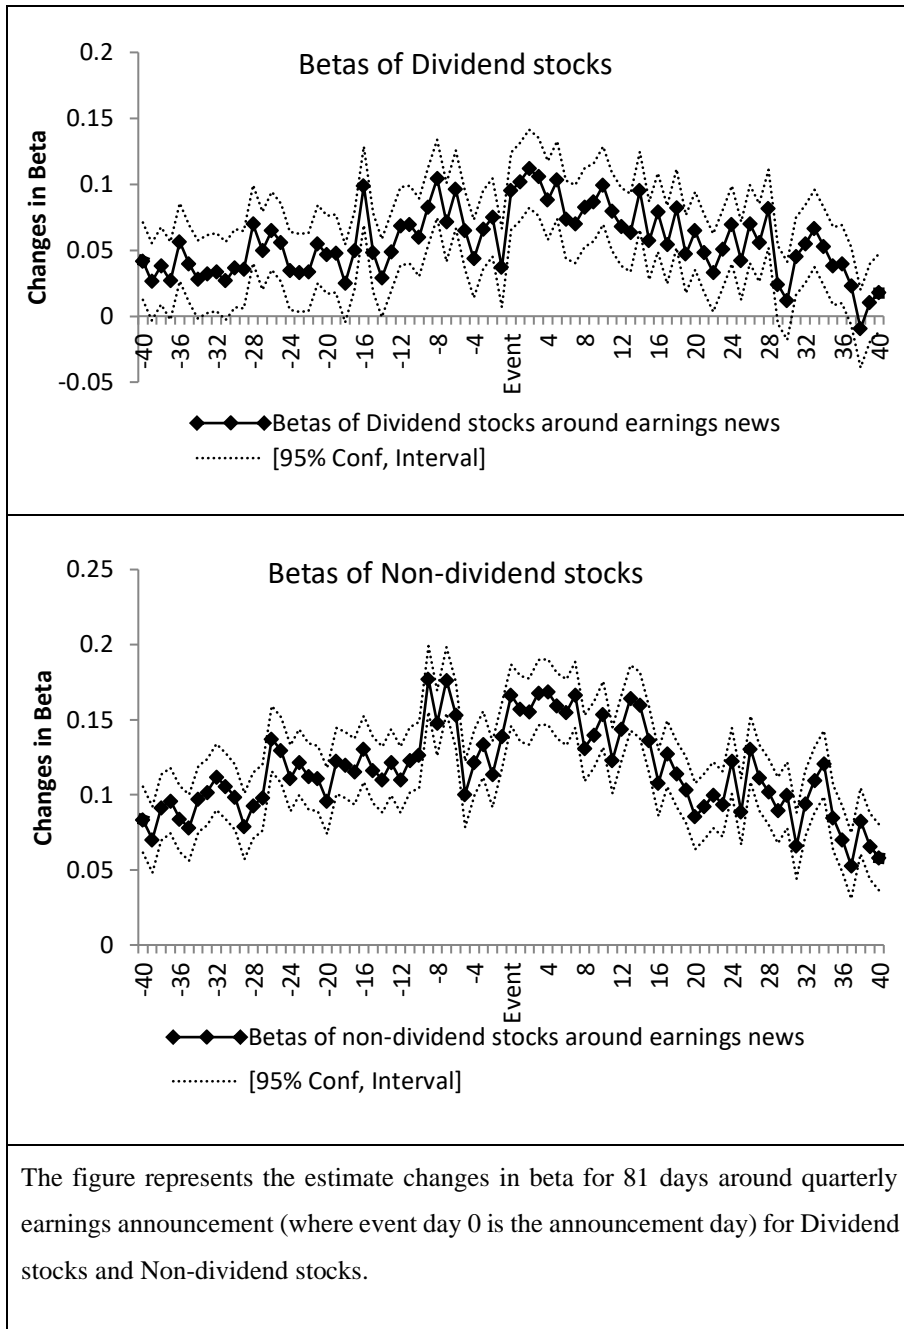 Betas of Dividend stocks
Changes in Beta
0.2
0.15
0.1
0.05
0
-0.05
-40 -36 -32 -28 -24 -20 -16 -12 -8 -4 Event 4 8 12 16 20 24 28 32 36 40
Betas of Dividend stocks around earnings news
[95% Conf, Interval]
Betas of Non-dividend stocks
Changes in Beta
0.25
0.2
0.15
0.1
0.05
0
-40 -36 -32 -28 -24 -20 -16 -12 -8 -4 Event 4 8 12 16 20 24 28 32 36 40
Betas of non-dividend stocks around earnings news
[95% Conf, Interval]
The figure represents the estimate changes in beta for 81 days around quarterly
earnings announcement (where event day 0 is the announcement day) for Dividend
stocks and Non-dividend stocks.